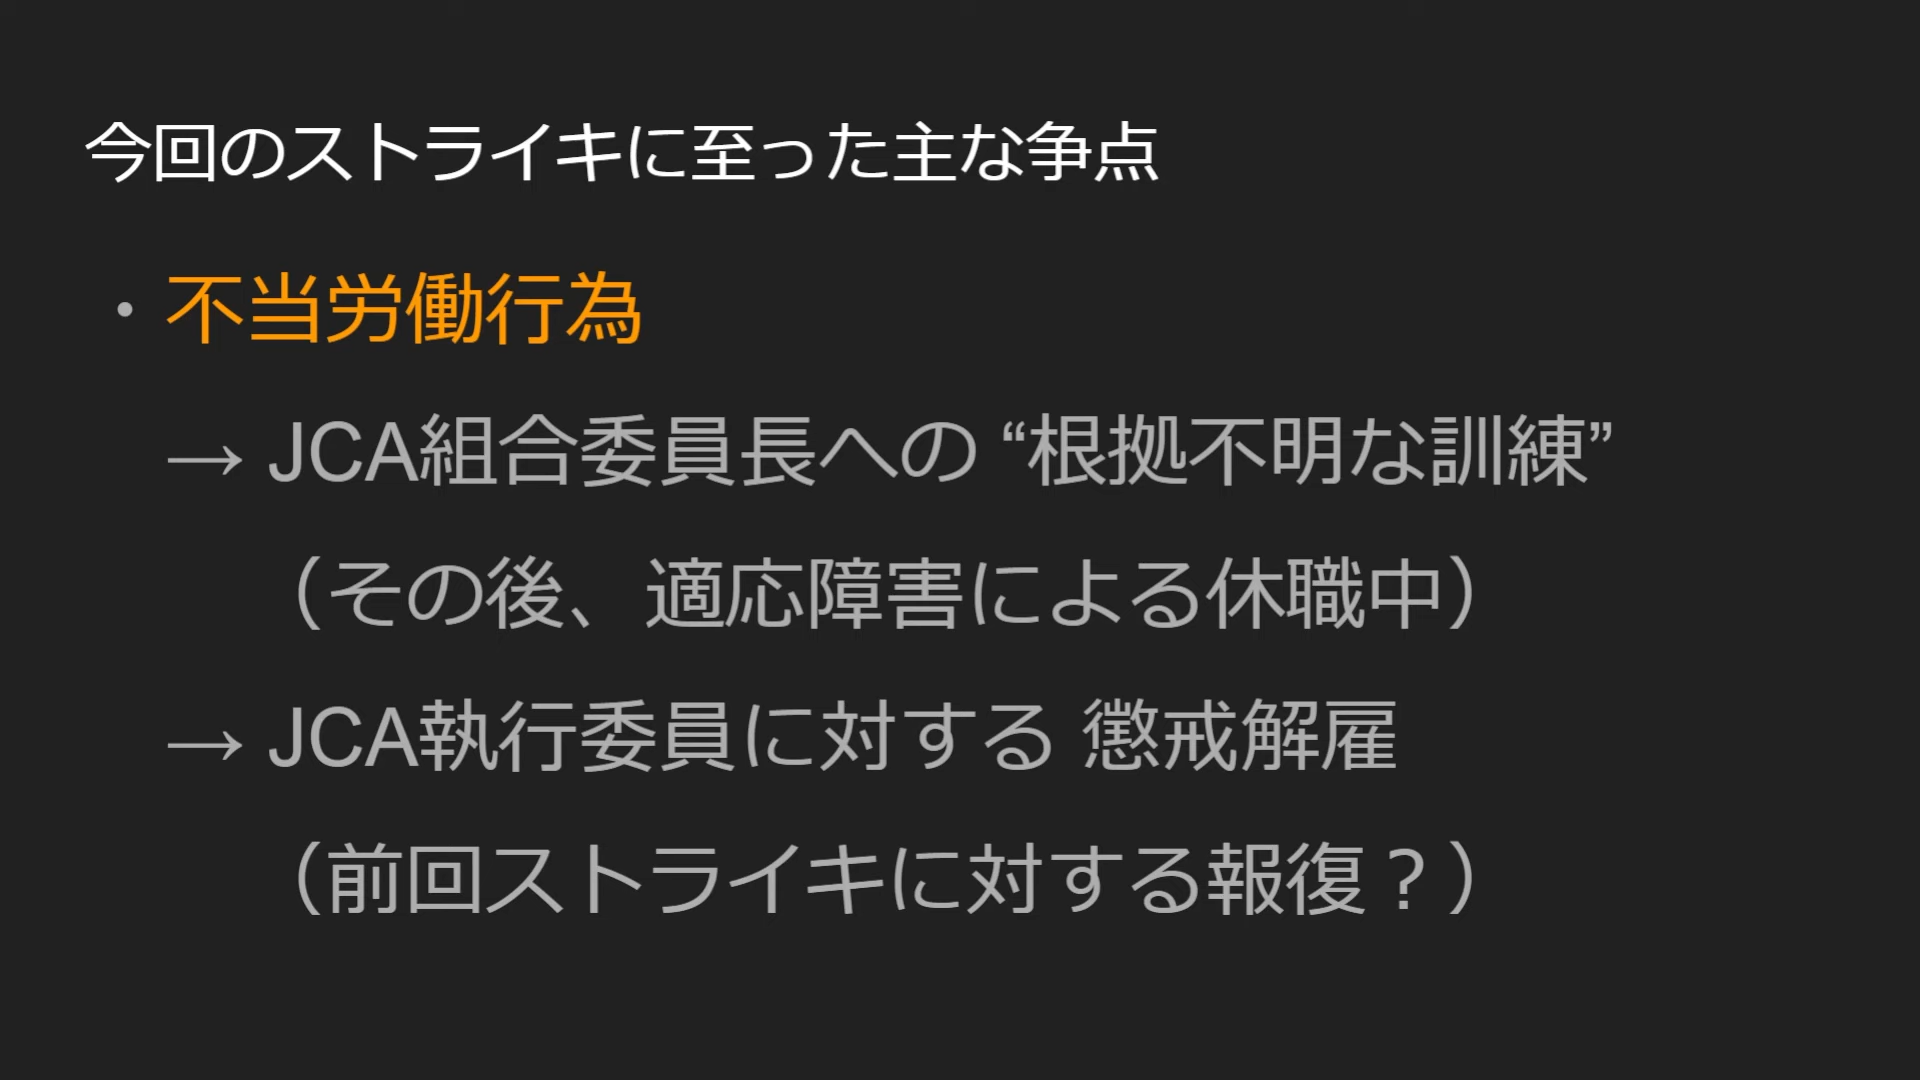 今回のストライキに至った主な争点
・不当労働行為
→ JCA組合委員長への “根拠不明な訓練”
（その後、適応障害による休職中）
→ JCA執行委員に対する 懲戒解雇
（前回ストライキに対する報復？）